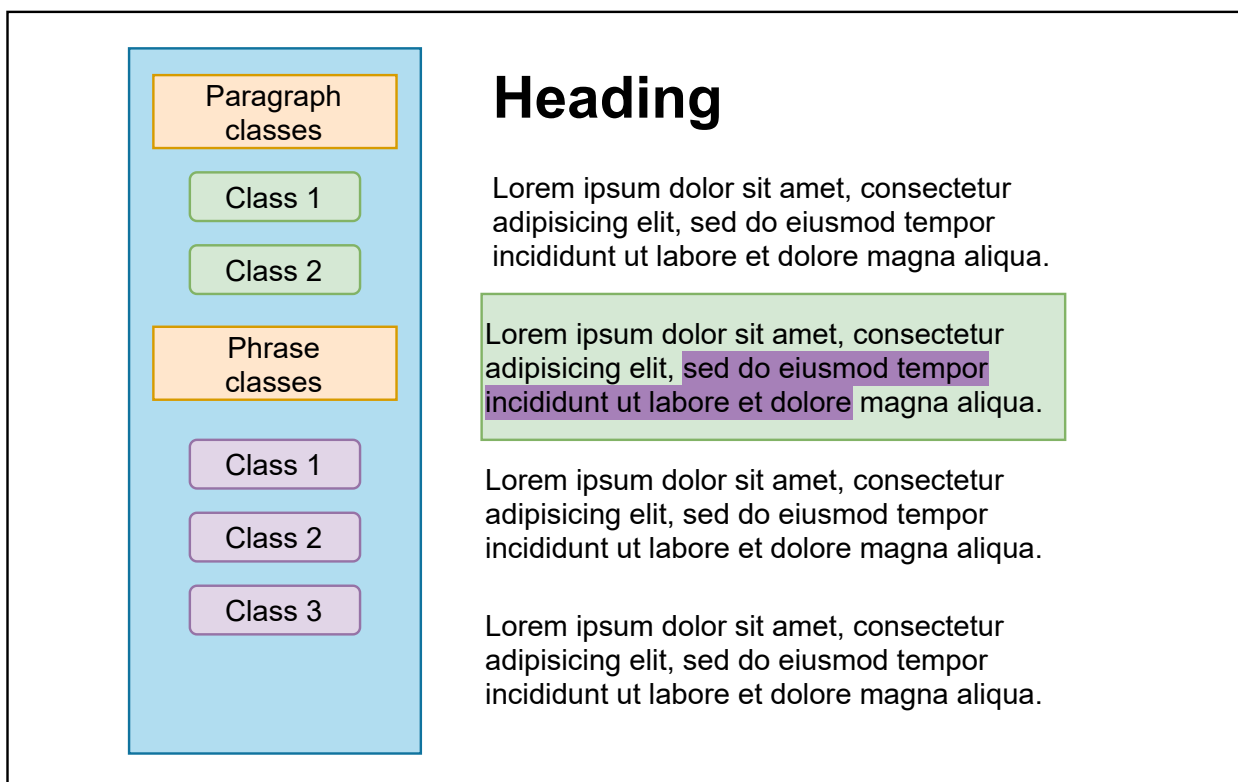 Paragraph
classes
Class 1
Class 2
Phrase
classes
Class 1
Class 2
Class 3
Heading
Lorem ipsum dolor sit amet, consectetur
adipisicing elit, sed do eiusmod tempor
incididunt ut labore et dolore magna aliqua.
Lorem ipsum dolor sit amet, consectetur
adipisicing elit, sed do eiusmod tempor
incididunt ut labore et dolore magna aliqua.
Lorem ipsum dolor sit amet, consectetur
adipisicing elit, sed do eiusmod tempor
incididunt ut labore et dolore magna aliqua.
Lorem ipsum dolor sit amet, consectetur
adipisicing elit, sed do eiusmod tempor
incididunt ut labore et dolore magna aliqua.